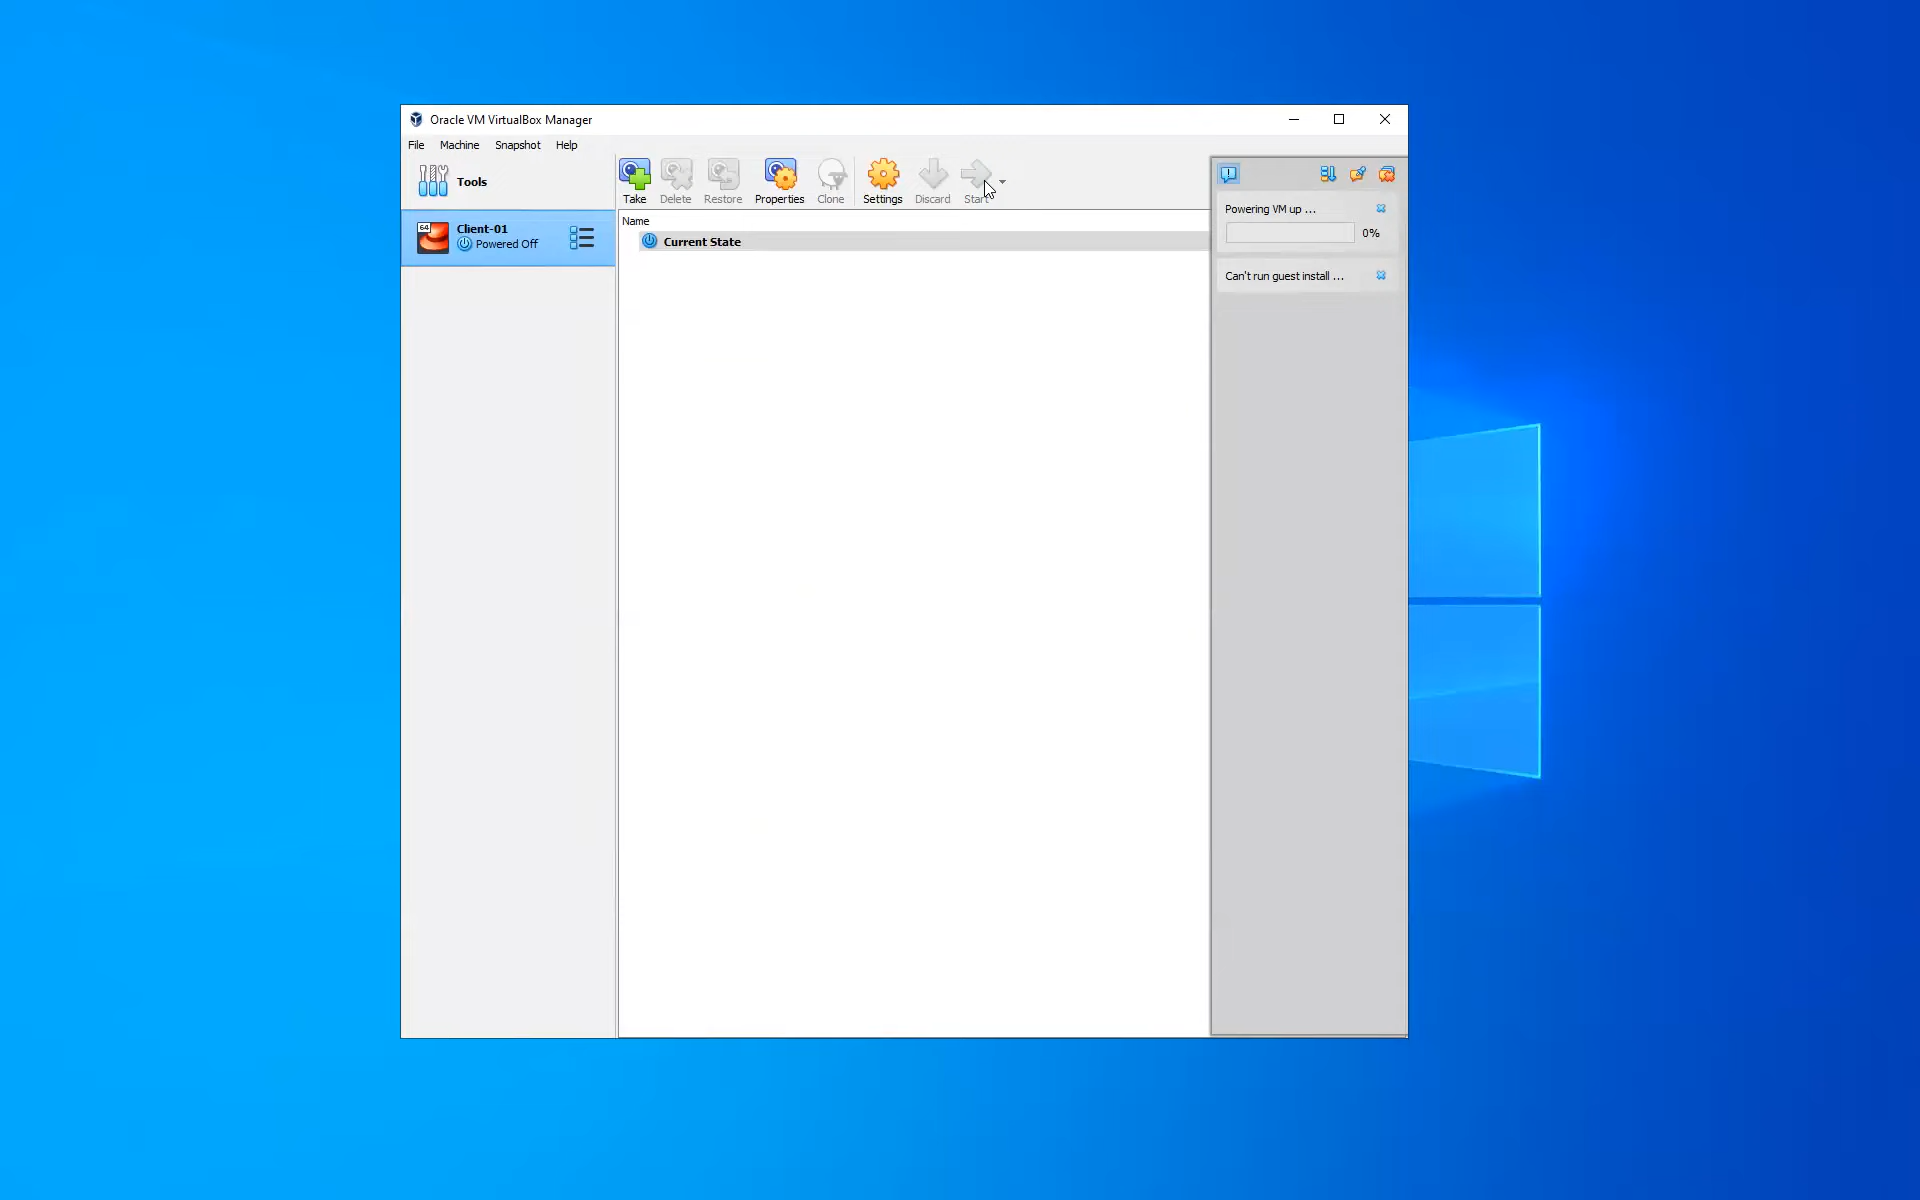 Oracle VM VirtualBox Manager
File Machine Snapshot Help
Tools
Take Delete Restore Properties Clone Settings Discard Start
64
Client-01
Powered Off
Name
Current State
Powering VM up ...
0%
Can't run guest install ...